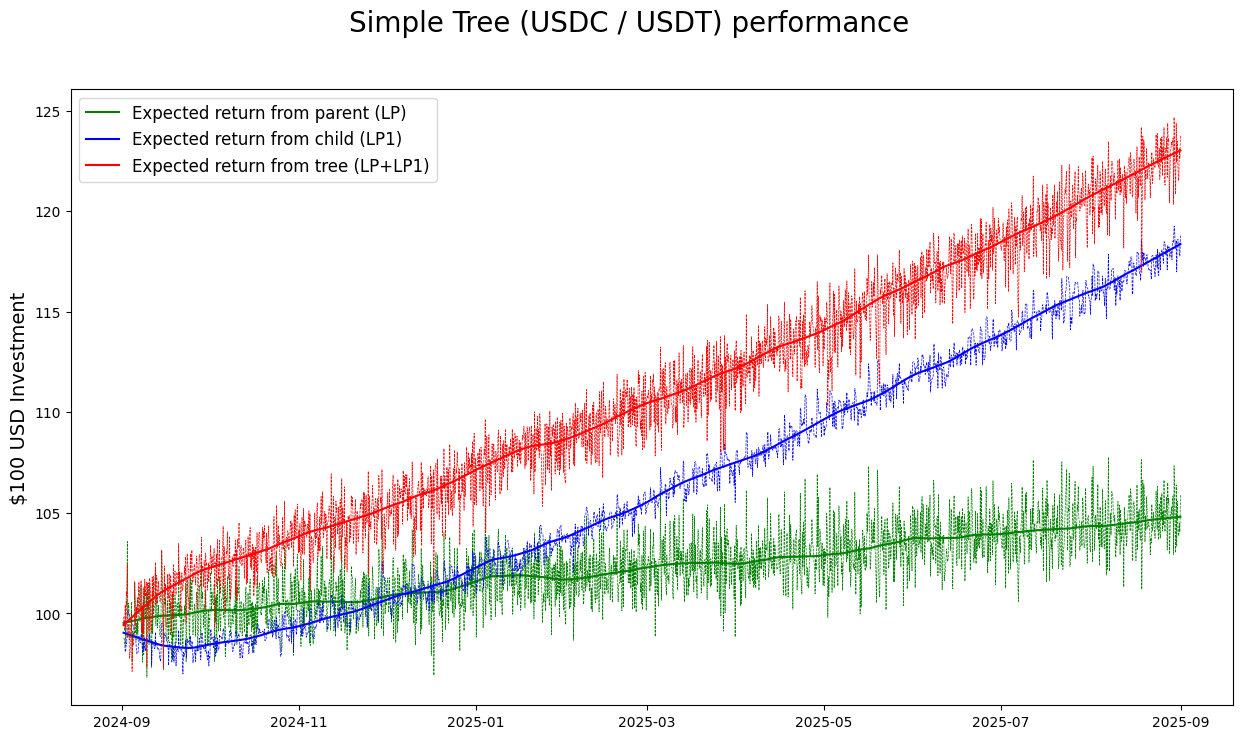 Simple Tree (USDC / USDT) performance
Expected return from parent (LP)
Expected return from child (LP1)
Expected return from tree (LP+LP1)
$100 USD Investment
125
120
115
110
105
100
2024-09
2024-11
2025-01
2025-03
2025-05
2025-07
2025-09